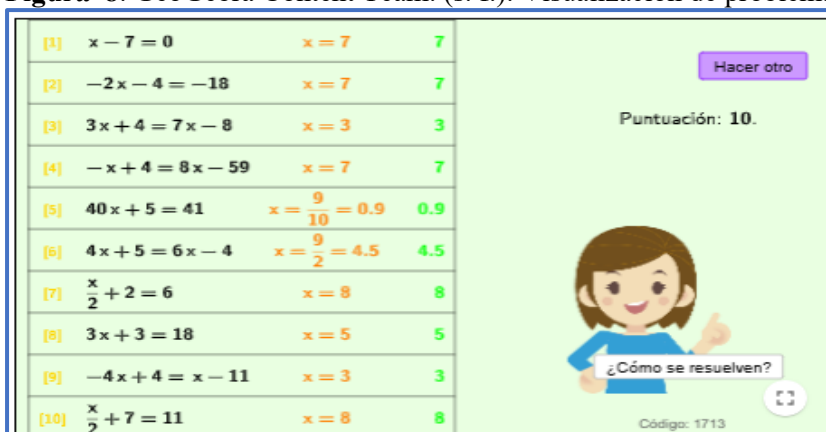 [1] x − 7 = 0 x = 7 7
[2] −2x − 4 = −18 x = 7 7
[3] 3x + 4 = 7x − 8 x = 3 3
[4] −x + 4 = 8x − 59 x = 7 7
[5] 40x + 5 = 41 x = 9/10 = 0.9 0.9
[6] 4x + 5 = 6x − 4 x = 9/2 = 4.5 4.5
[7] x/2 + 2 = 6 x = 8 8
[8] 3x + 3 = 18 x = 5 5
[9] −4x + 4 = x − 11 x = 3 3
[10] x/2 + 7 = 11 x = 8 8
Hacer otro
Puntuación: 10.
¿Cómo se resuelven?
Código: 1713